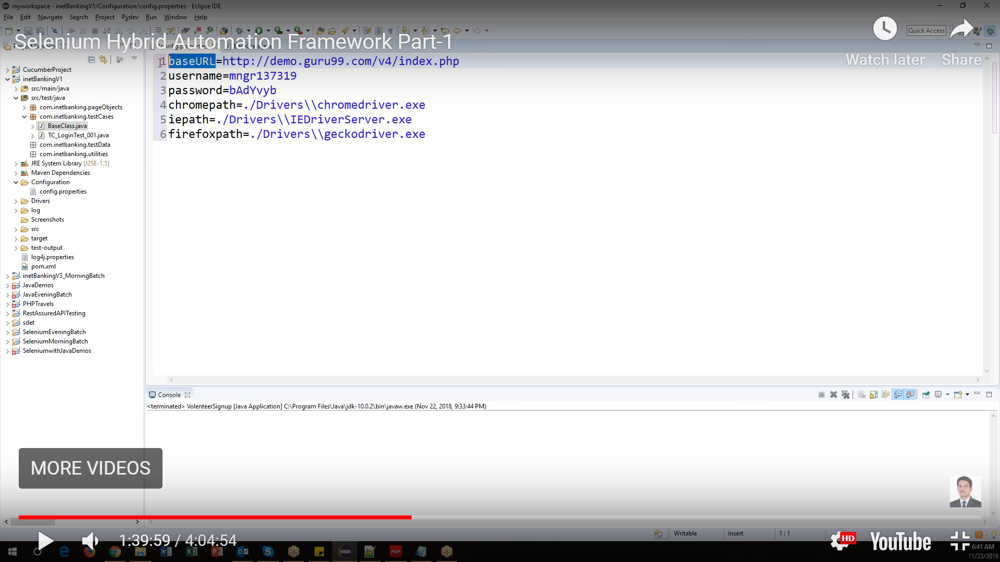 myworkspace - inetBankingV1/Configuration/config.properties - Eclipse IDE
File Edit Navigate Search Project Pydev Run Window Help
Quick Access
Selenium Hybrid Automation Framework Part-1
Watch later Share
CucumberProject
inetBankingV1
src/main/java
src/test/java
com.inetbanking.pageObjects
com.inetbanking.testCases
BaseClass.java
TC_LoginTest_001.java
com.inetbanking.testData
com.inetbanking.utilities
JRE System Library [J2SE-1.5]
Maven Dependencies
Configuration
config.properties
Drivers
log
Screenshots
src
target
test-output
log4j.properties
pom.xml
inetBankingV3_MorningBatch
JavaDemos
JavaEveningBatch
PHPTravels
RestAssuredAPITesting
sdet
SeleniumEveningBatch
SeleniumMorningBatch
SeleniumwithJavaDemos
1 baseURL=http://demo.guru99.com/v4/index.php
2 username=mngr137319
3 password=bAdYvyb
4 chromepath=./Drivers\\chromedriver.exe
5 iepath=./Drivers\\IEDriverServer.exe
6 firefoxpath=./Drivers\\geckodriver.exe
Console
<terminated> VolenteerSignup [Java Application] C:\Program Files\Java\jdk-10.0.2\bin\javaw.exe (Nov 22, 2018, 9:33:44 PM)
MORE VIDEOS
Writable Insert 1 : 1
1:39:59 / 4:04:54
HD YouTube
PDF
6:41 AM
11/23/2018